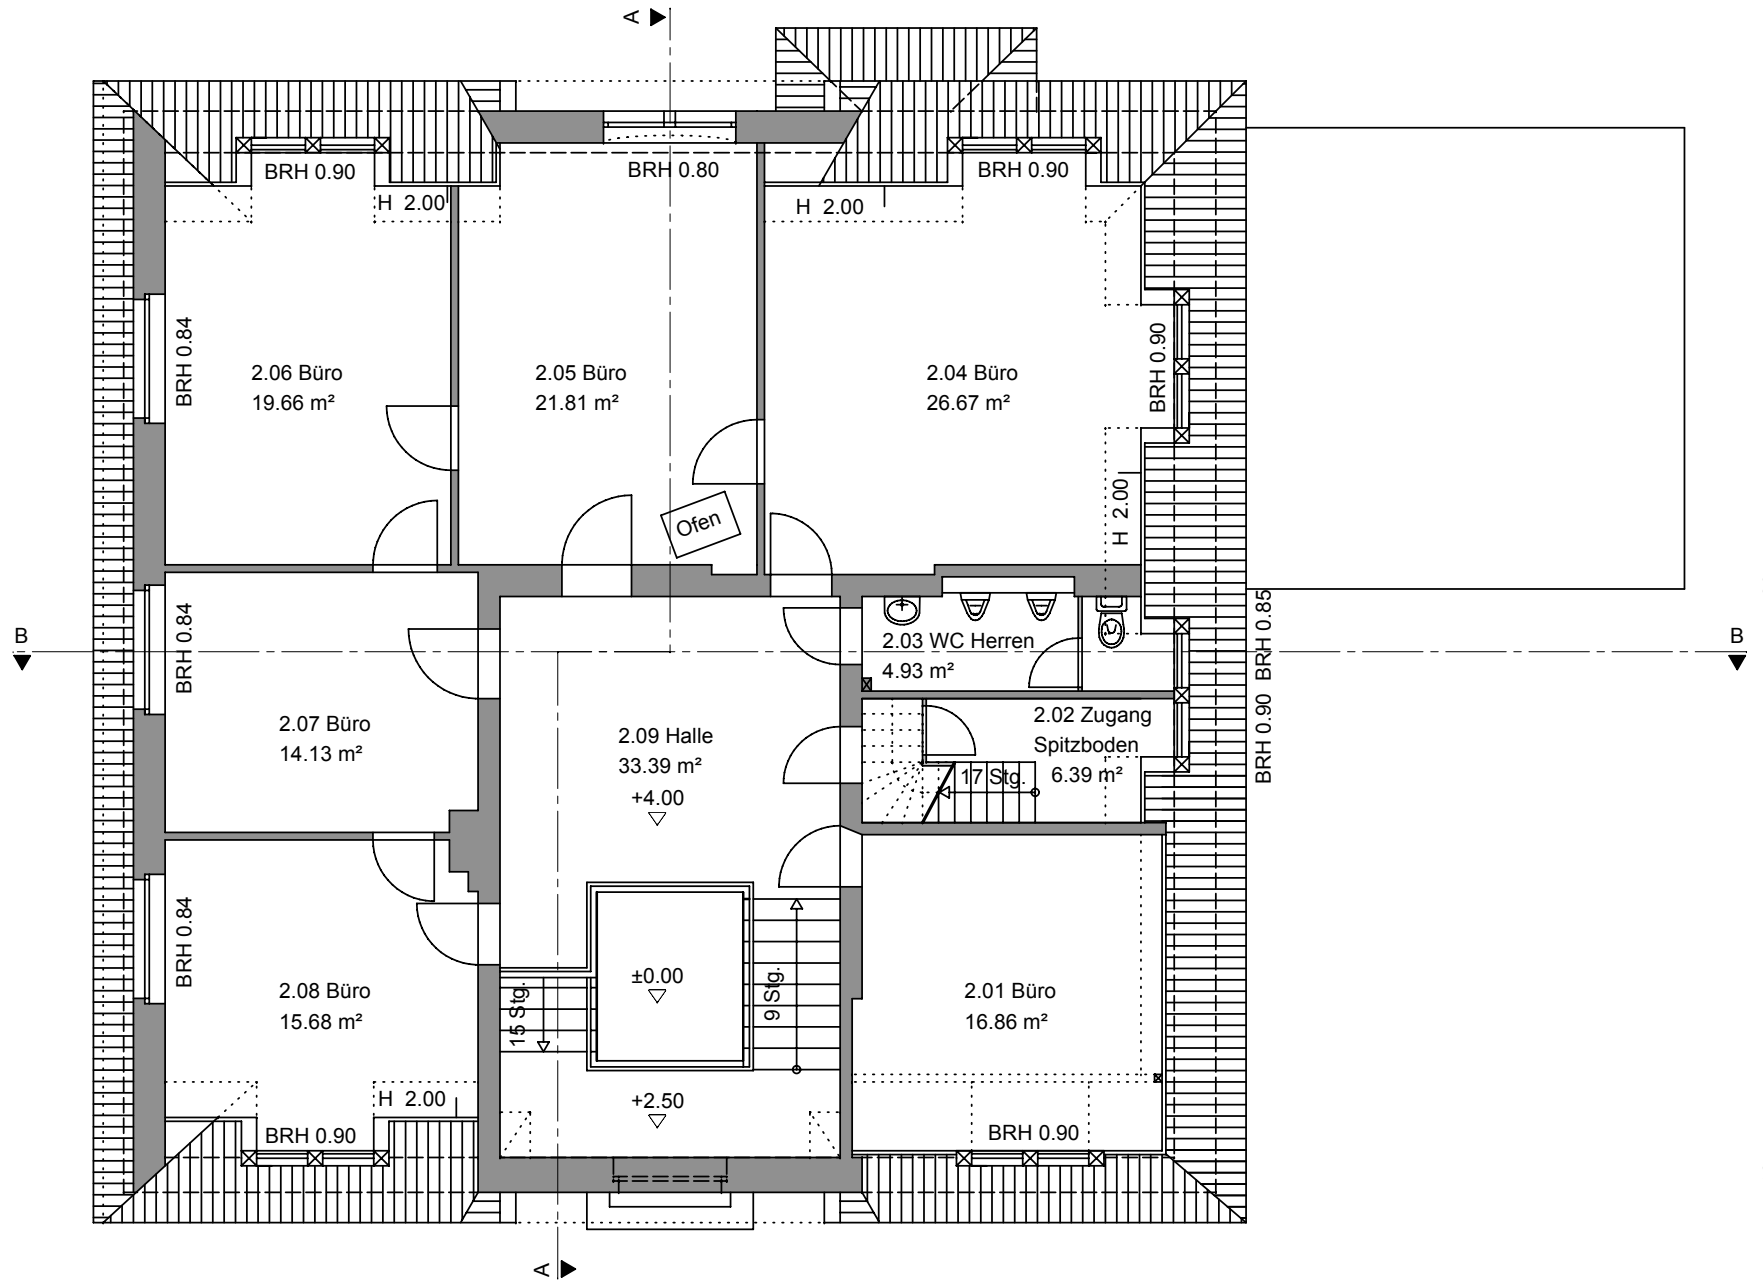 A
BRH 0.90
BRH 0.80
BRH 0.90
H 2.00
H 2.00
BRH 0.84
2.06 Büro
19.66 m²
2.05 Büro
21.81 m²
2.04 Büro
26.67 m²
BRH 0.90
H 2.00
Ofen
B
BRH 0.84
2.03 WC Herren
4.93 m²
BRH 0.85
B
2.07 Büro
14.13 m²
2.09 Halle
33.39 m²
+4.00
2.02 Zugang
Spitzboden
6.39 m²
17 Stg.
BRH 0.90
BRH 0.84
2.08 Büro
15.68 m²
15 Stg.
±0.00
9 Stg.
2.01 Büro
16.86 m²
H 2.00
+2.50
BRH 0.90
BRH 0.90
A